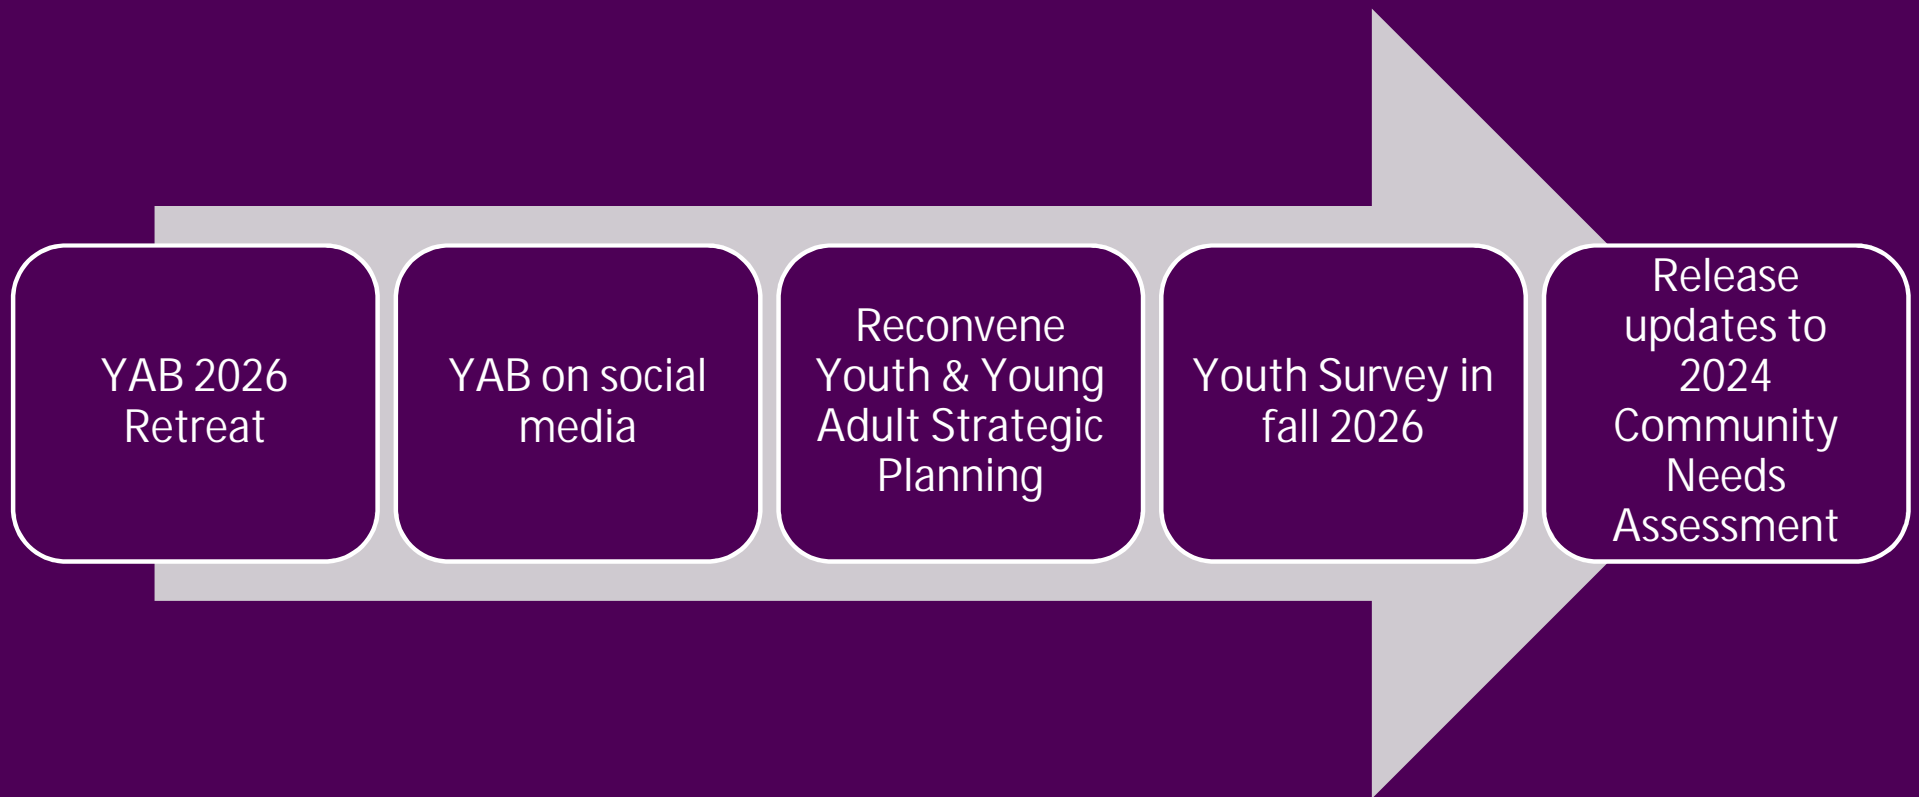 YAB 2026
Retreat
YAB on social
media
Reconvene
Youth & Young
Adult Strategic
Planning
Youth Survey in
fall 2026
Release
updates to
2024
Community
Needs
Assessment